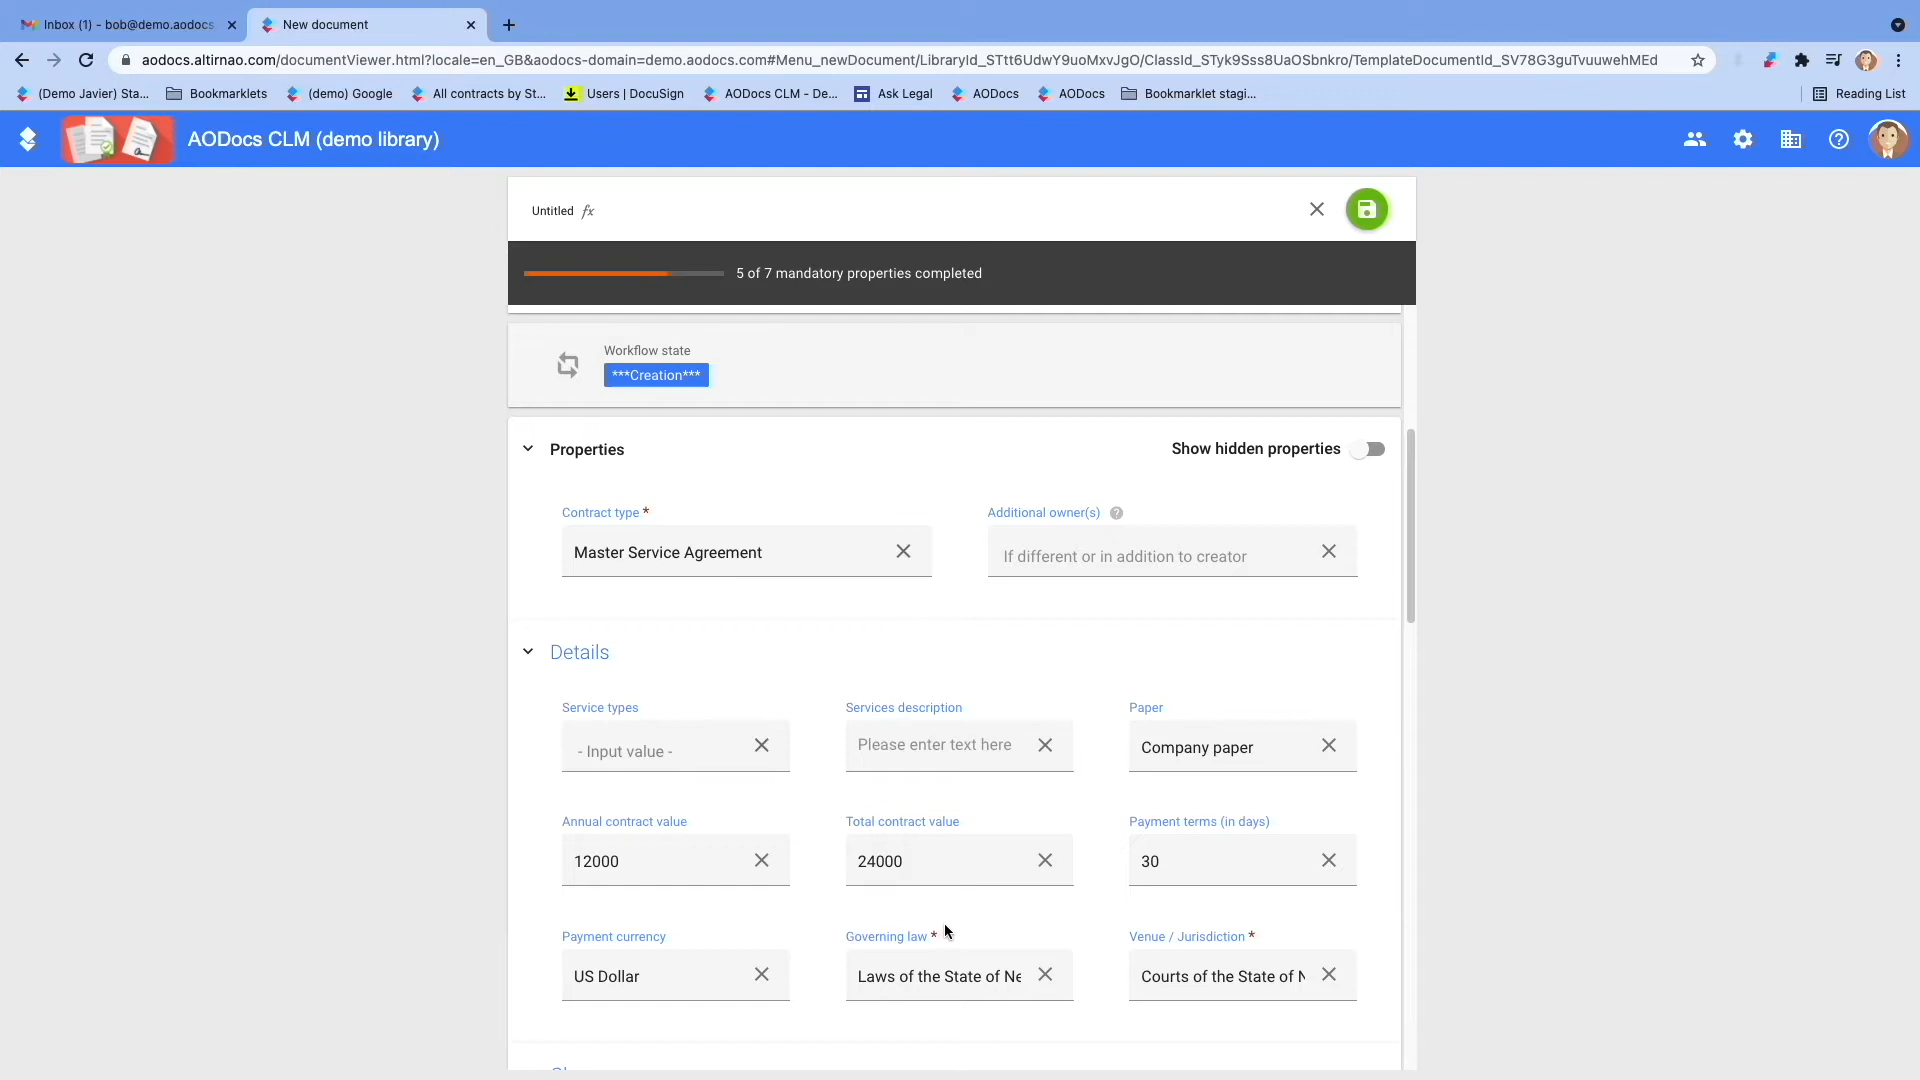 Inbox (1) - bob@demo.aodocs
New document
aodocs.altirnao.com/documentViewer.html?locale=en_GB&aodocs-domain=demo.aodocs.com#Menu_newDocument/LibraryId_STtt6UdwY9uoMxvJgO/ClassId_STyk9Sss8UaOSbnkro/TemplateDocumentId_SV78G3guTvuuwehMEd
(Demo Javier) Sta...
Bookmarklets
(demo) Google
All contracts by St...
Users | DocuSign
AODocs CLM - De...
Ask Legal
AODocs
AODocs
Bookmarklet stagi...
Reading List
AODocs CLM (demo library)
Untitled fx
5 of 7 mandatory properties completed
Workflow state
***Creation***
Properties
Show hidden properties
Contract type *
Additional owner(s) ?
Master Service Agreement
If different or in addition to creator
Details
Service types
Services description
Paper
- Input value -
Please enter text here
Company paper
Annual contract value
Total contract value
Payment terms (in days)
12000
24000
30
Payment currency
Governing law *
Venue / Jurisdiction *
US Dollar
Laws of the State of Ne
Courts of the State of N